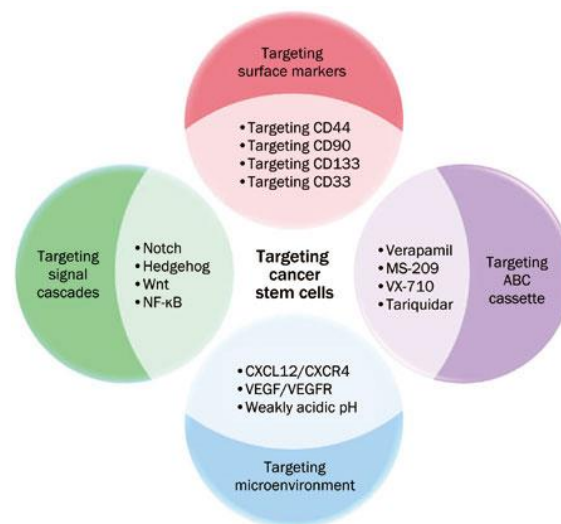 Targeting
surface markers
• Targeting CD44
• Targeting CD90
• Targeting CD133
• Targeting CD33
Targeting
signal
cascades
• Notch
• Hedgehog
• Wnt
• NF-κB
Targeting
cancer
stem cells
• Verapamil
• MS-209
• VX-710
• Tariquidar
Targeting
ABC
cassette
• CXCL12/CXCR4
• VEGF/VEGFR
• Weakly acidic pH
Targeting
microenvironment